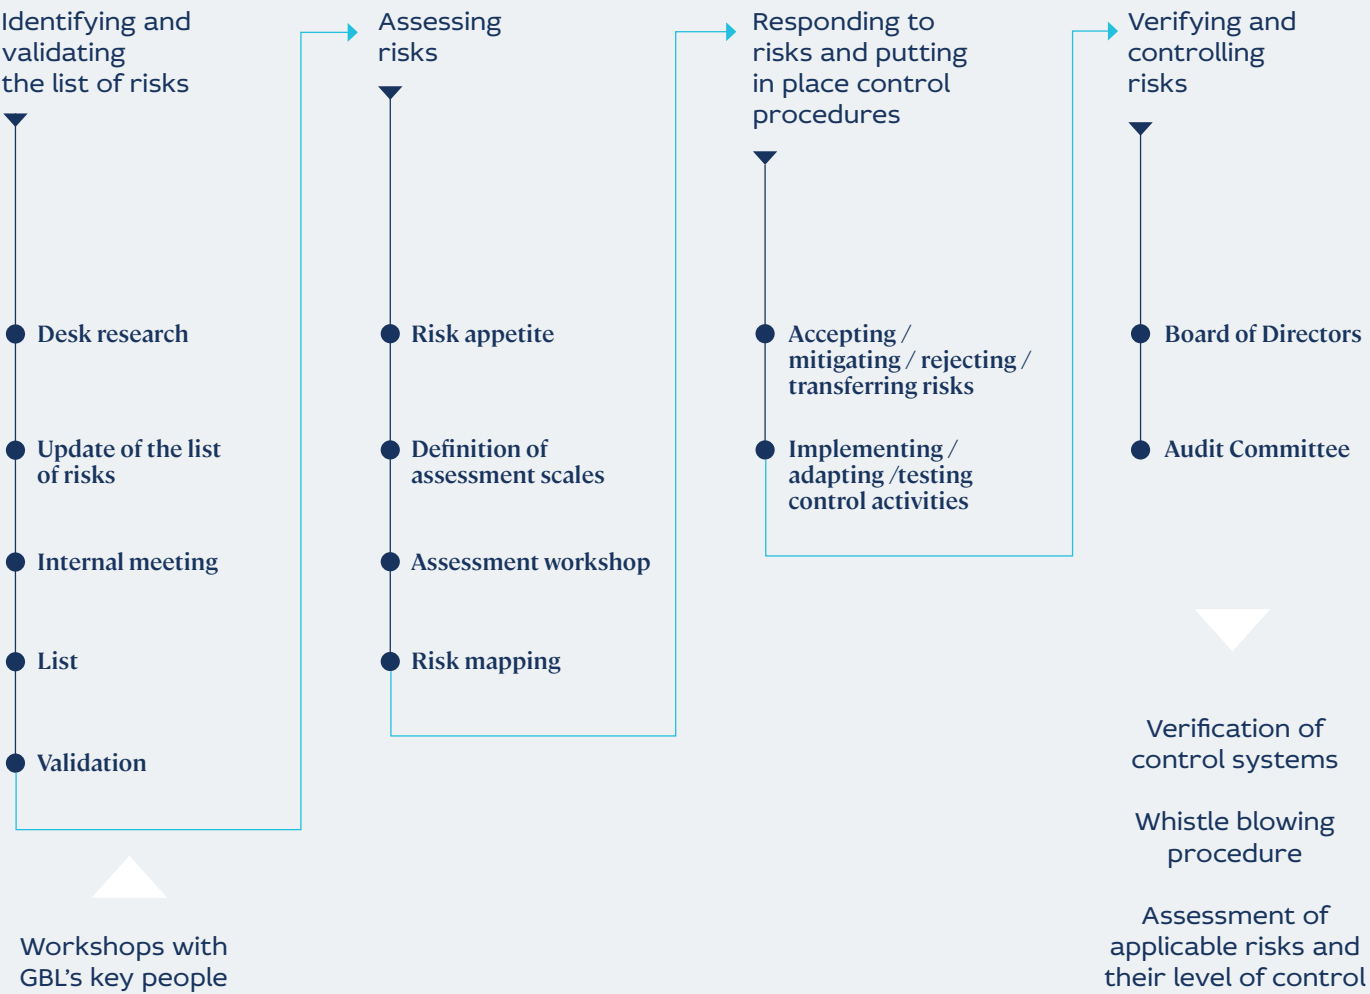 Identifying and
validating
the list of risks
Desk research
Update of the list
of risks
Internal meeting
List
Validation
Workshops with
GBL’s key people
Assessing
risks
Risk appetite
Definition of
assessment scales
Assessment workshop
Risk mapping
Responding to
risks and putting
in place control
procedures
Accepting /
mitigating / rejecting /
transferring risks
Implementing /
adapting /testing
control activities
Verifying and
controlling
risks
Board of Directors
Audit Committee
Verification of
control systems
Whistle blowing
procedure
Assessment of
applicable risks and
their level of control